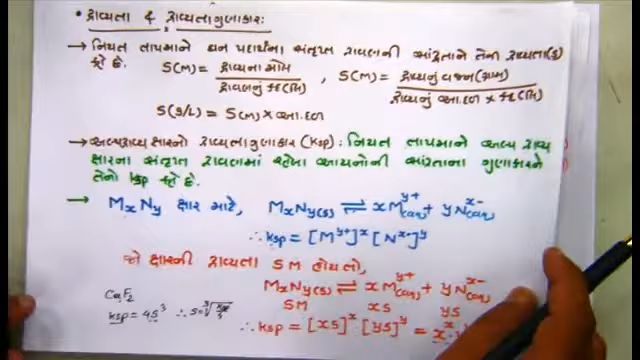 • દ્રાવ્યતા & દ્રાવ્યતા ગુણાકાર:
→ નિયત તાપમાને ઘન પદાર્થના સંતૃપ્ત દ્રાવણની સાંદ્રતાને તેની દ્રાવ્યતા(S)
કહે છે.
S(M) = દ્રાવ્યના મોલ / દ્રાવણનું કદ (લિ) , S(M) = દ્રાવ્યનું વજન (ગ્રામ) / દ્રાવ્યનું આ.દળ × કદ (લિ)
S(g/L) = S(M) × આ.દળ
→ અલ્પદ્રાવ્ય ક્ષારનો દ્રાવ્યતા ગુણાકાર (Ksp) : નિયત તાપમાને અલ્પ દ્રાવ્ય
ક્ષારના સંતૃપ્ત દ્રાવણમાં રહેલા આયનોની સાંદ્રતાના ગુણાકારને
તેનો Ksp કહે છે.
→ MxNy ક્ષાર માટે, MxNy(s) ⇌ xM^y+(aq) + yN^x-(aq)
∴ Ksp = [M^y+]^x [N^x-]^y
જો ક્ષારની દ્રાવ્યતા SM હોય તો,
MxNy(s) ⇌ xM^y+(aq) + yN^x-(aq)
SM xS yS
CaF2
Ksp = 4S³ ∴ S = ∛(Ksp/4)
∴ Ksp = [xS]^x [yS]^y = x^x